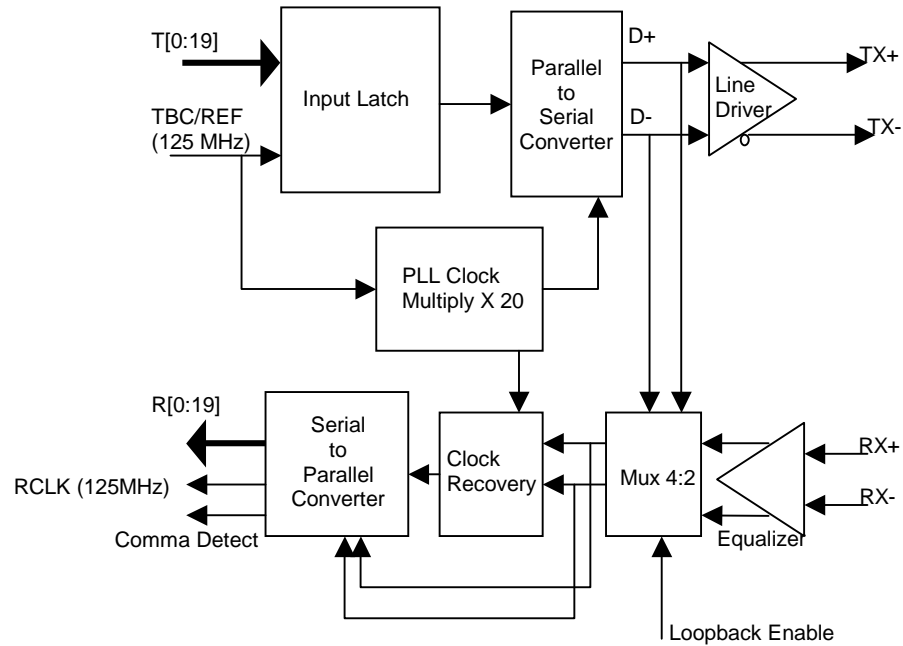 T[0:19]
TBC/REF
(125 MHz)
Input Latch
Parallel
to
Serial
Converter
D+
D-
Line
Driver
TX+
TX-
PLL Clock
Multiply X 20
R[0:19]
RCLK (125MHz)
Comma Detect
Serial
to
Parallel
Converter
Clock
Recovery
Mux 4:2
Equalizer
RX+
RX-
Loopback Enable